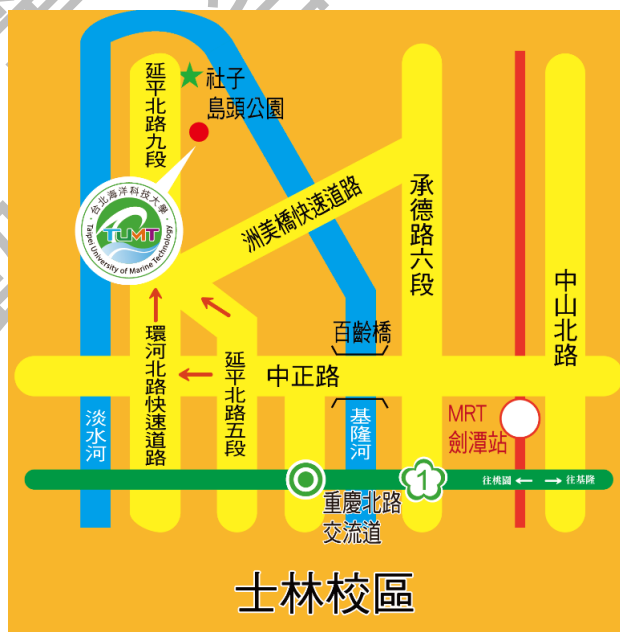 延平北路九段
社子
島頭公園
台北海洋科技大學
TUMT
Taipei University of Marine Technology
洲美橋快速道路
承德路六段
中山北路
百齡橋
環河北路快速道路
延平北路五段
中正路
淡水河
基隆河
MRT
劍潭站
1
往桃園
往基隆
重慶北路
交流道
士林校區